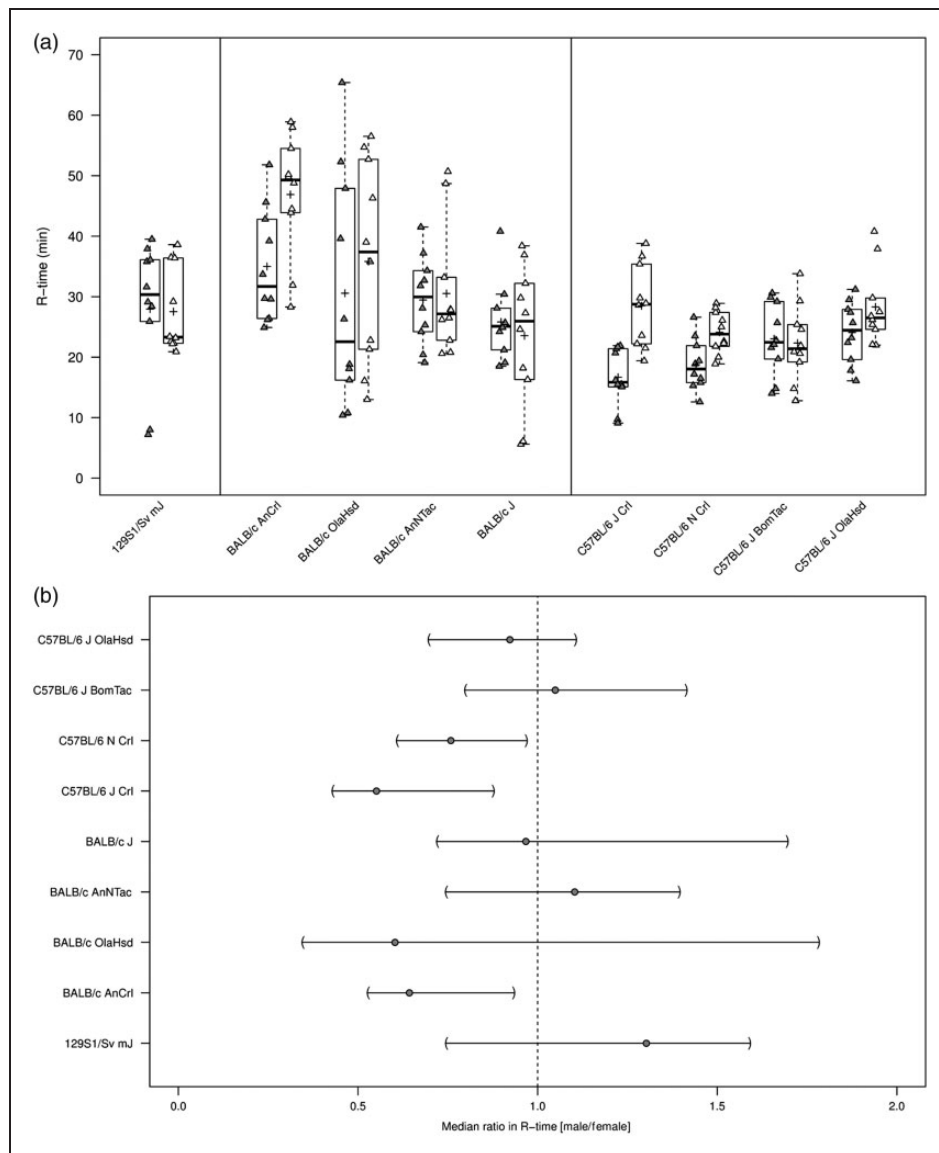 (a)
70
60
50
40
30
20
10
0
R-time (min)
129S1/Sv mJ
BALB/c AnCrl
BALB/c OlaHsd
BALB/c AnNTac
BALB/c J
C57BL/6 J Crl
C57BL/6 N Crl
C57BL/6 J BomTac
C57BL/6 J OlaHsd
(b)
C57BL/6 J OlaHsd
C57BL/6 J BomTac
C57BL/6 N Crl
C57BL/6 J Crl
BALB/c J
BALB/c AnNTac
BALB/c OlaHsd
BALB/c AnCrl
129S1/Sv mJ
0.0 0.5 1.0 1.5 2.0
Median ratio in R-time [male/female]